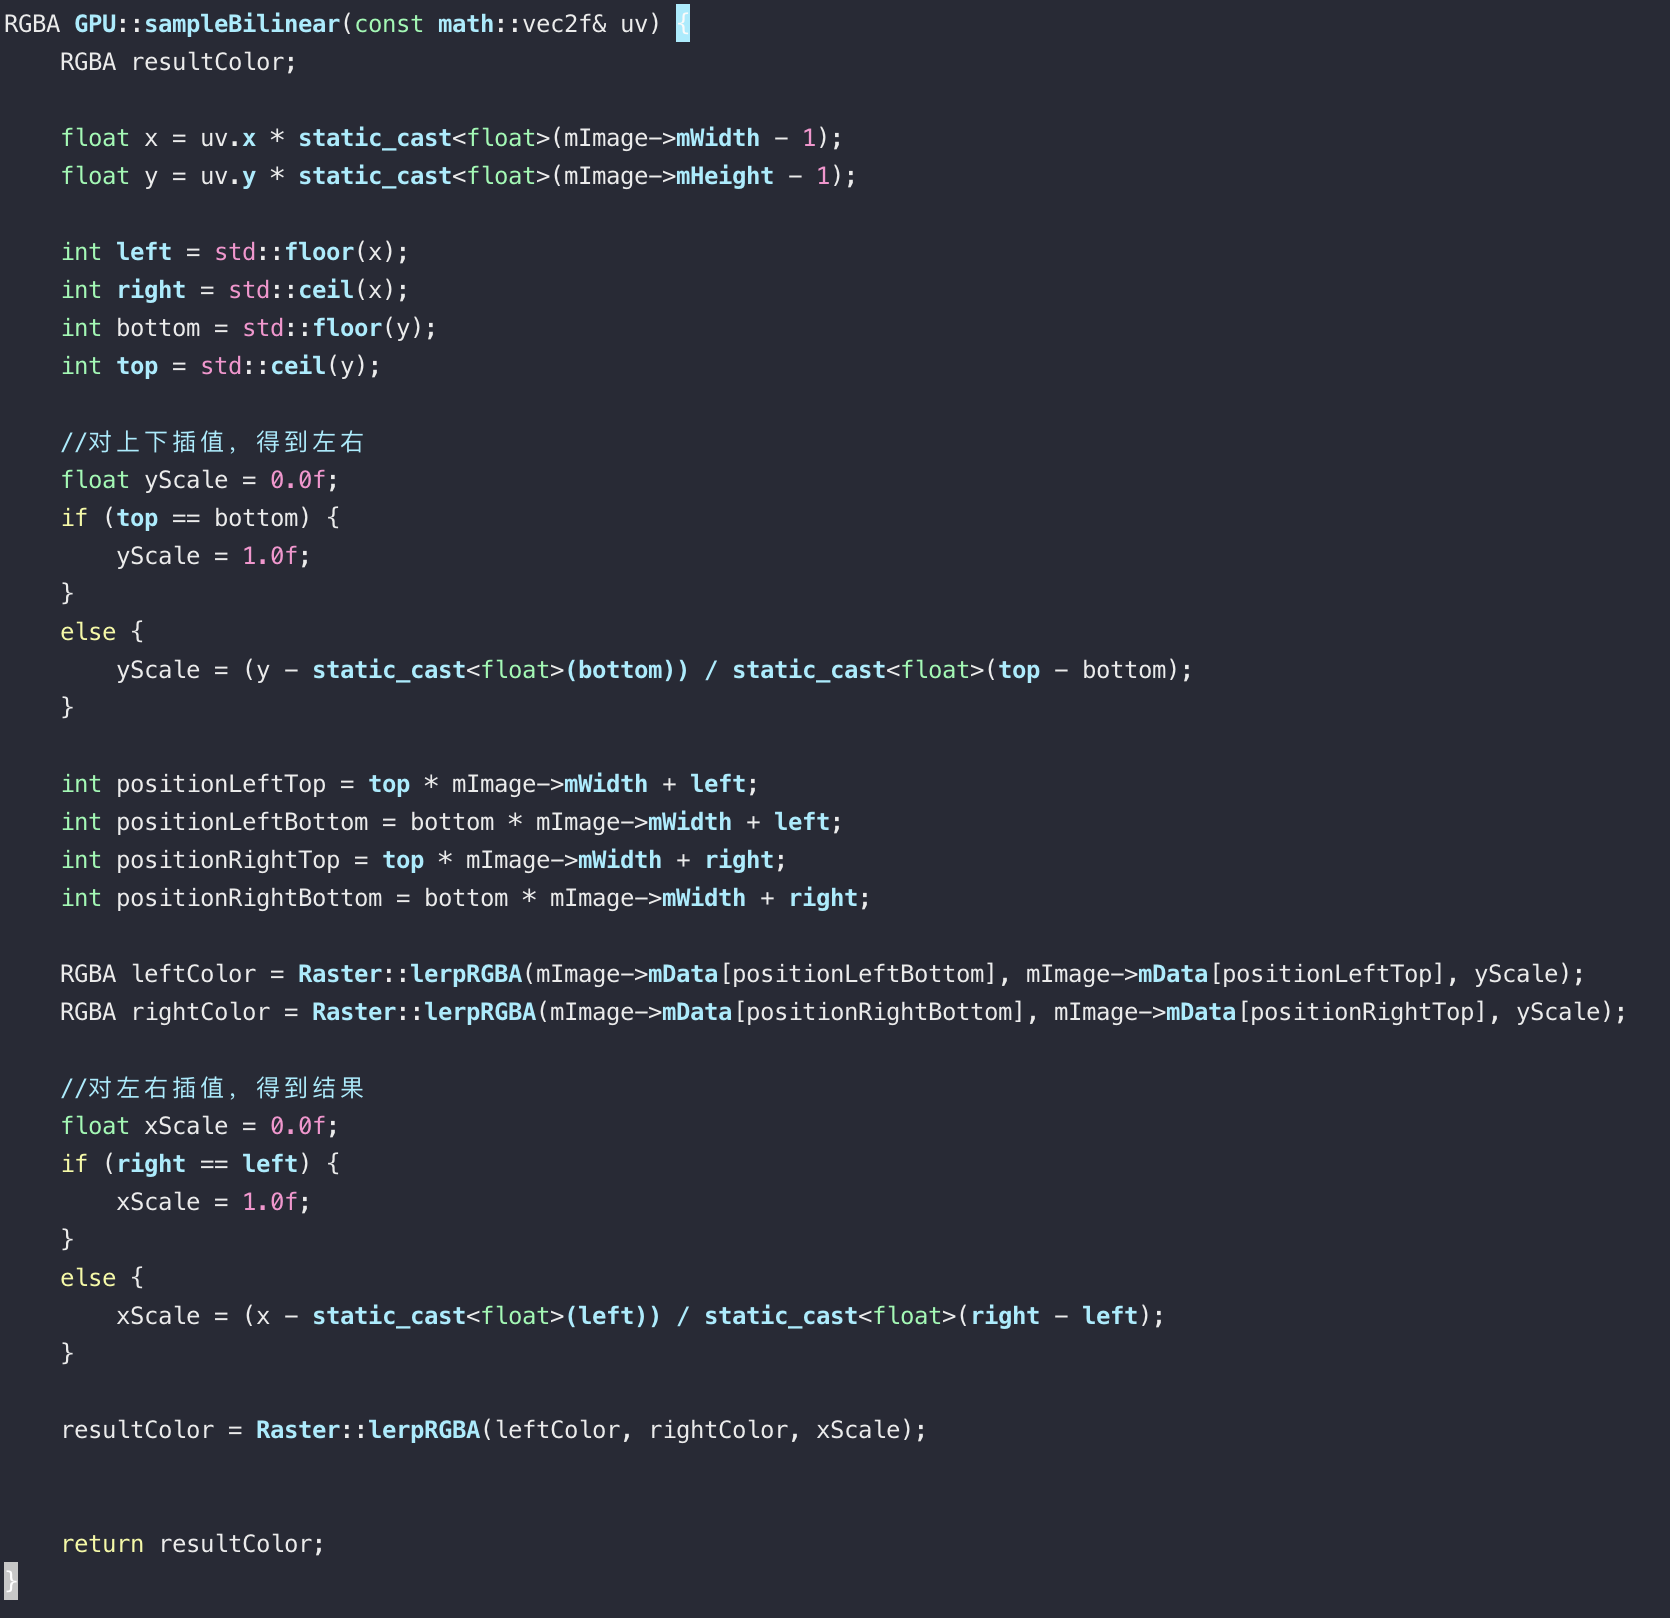 RGBA GPU::sampleBilinear(const math::vec2f& uv) {
    RGBA resultColor;

    float x = uv.x * static_cast<float>(mImage->mWidth - 1);
    float y = uv.y * static_cast<float>(mImage->mHeight - 1);

    int left = std::floor(x);
    int right = std::ceil(x);
    int bottom = std::floor(y);
    int top = std::ceil(y);

    //对上下插值，得到左右
    float yScale = 0.0f;
    if (top == bottom) {
        yScale = 1.0f;
    }
    else {
        yScale = (y - static_cast<float>(bottom)) / static_cast<float>(top - bottom);
    }

    int positionLeftTop = top * mImage->mWidth + left;
    int positionLeftBottom = bottom * mImage->mWidth + left;
    int positionRightTop = top * mImage->mWidth + right;
    int positionRightBottom = bottom * mImage->mWidth + right;

    RGBA leftColor = Raster::lerpRGBA(mImage->mData[positionLeftBottom], mImage->mData[positionLeftTop], yScale);
    RGBA rightColor = Raster::lerpRGBA(mImage->mData[positionRightBottom], mImage->mData[positionRightTop], yScale);

    //对左右插值，得到结果
    float xScale = 0.0f;
    if (right == left) {
        xScale = 1.0f;
    }
    else {
        xScale = (x - static_cast<float>(left)) / static_cast<float>(right - left);
    }

    resultColor = Raster::lerpRGBA(leftColor, rightColor, xScale);


    return resultColor;
}